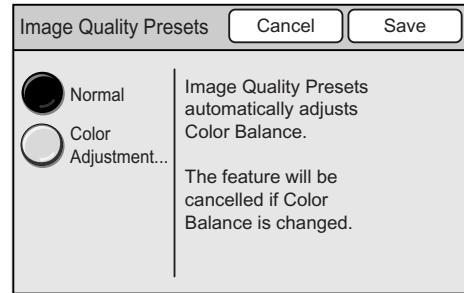 Image Quality Presets Cancel Save
Normal
Color
Adjustment...
Image Quality Presets
automatically adjusts
Color Balance.
The feature will be
cancelled if Color
Balance is changed.